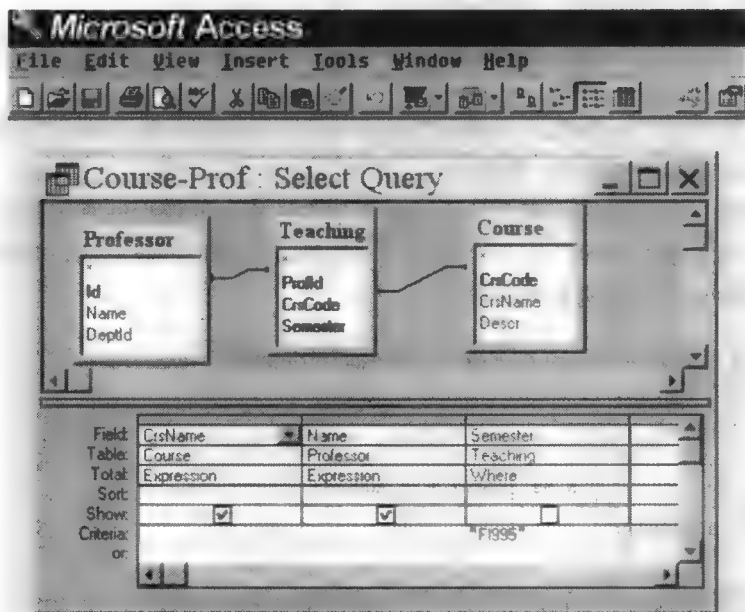 Microsoft Access
File Edit View Insert Tools Window Help
Course-Prof : Select Query
Professor
*
Id
Name
DeptId
Teaching
*
ProfId
CrsCode
Semester
Course
*
CrsCode
CrsName
Descr
Field: CrsName Name Semester
Table: Course Professor Teaching
Total: Expression Expression Where
Sort:
Show:
Criteria: "F1995"
or: